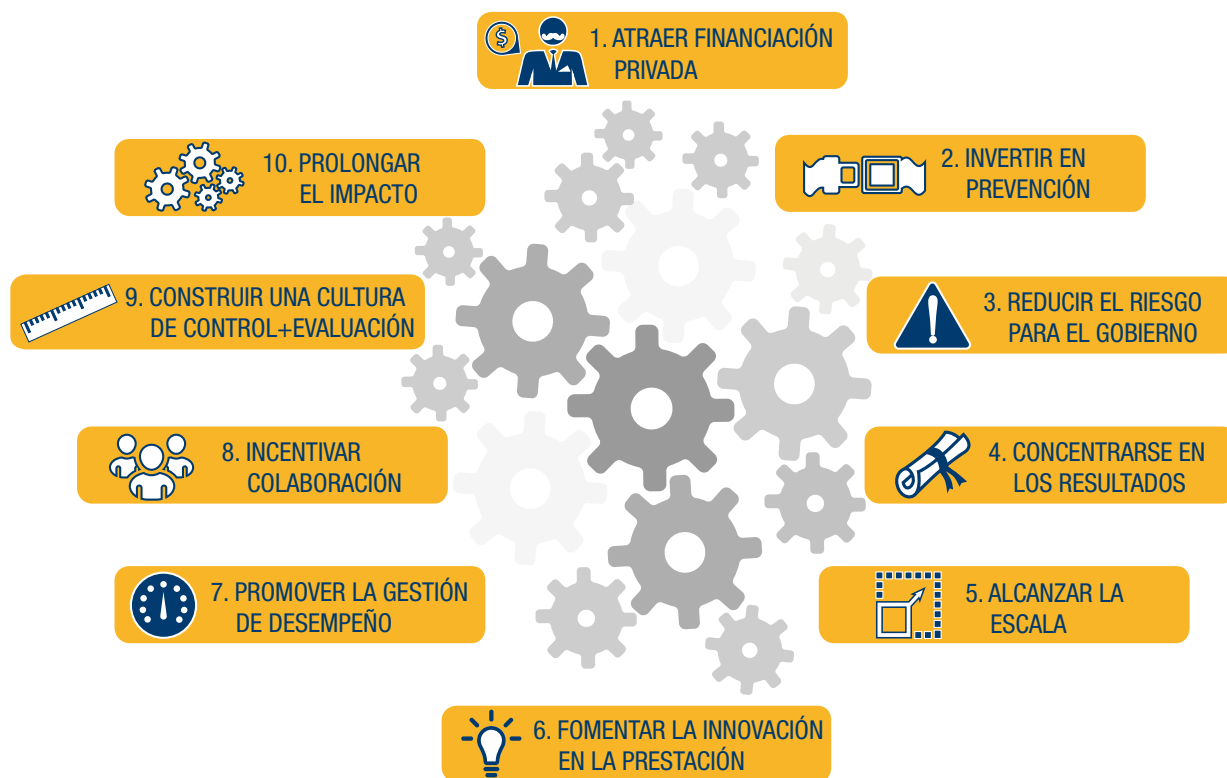 $
1. ATRAER FINANCIACIÓN
PRIVADA
2. INVERTIR EN
PREVENCIÓN
3. REDUCIR EL RIESGO
PARA EL GOBIERNO
4. CONCENTRARSE EN
LOS RESULTADOS
5. ALCANZAR LA
ESCALA
6. FOMENTAR LA INNOVACIÓN
EN LA PRESTACIÓN
7. PROMOVER LA GESTIÓN
DE DESEMPEÑO
8. INCENTIVAR
COLABORACIÓN
9. CONSTRUIR UNA CULTURA
DE CONTROL+EVALUACIÓN
10. PROLONGAR
EL IMPACTO